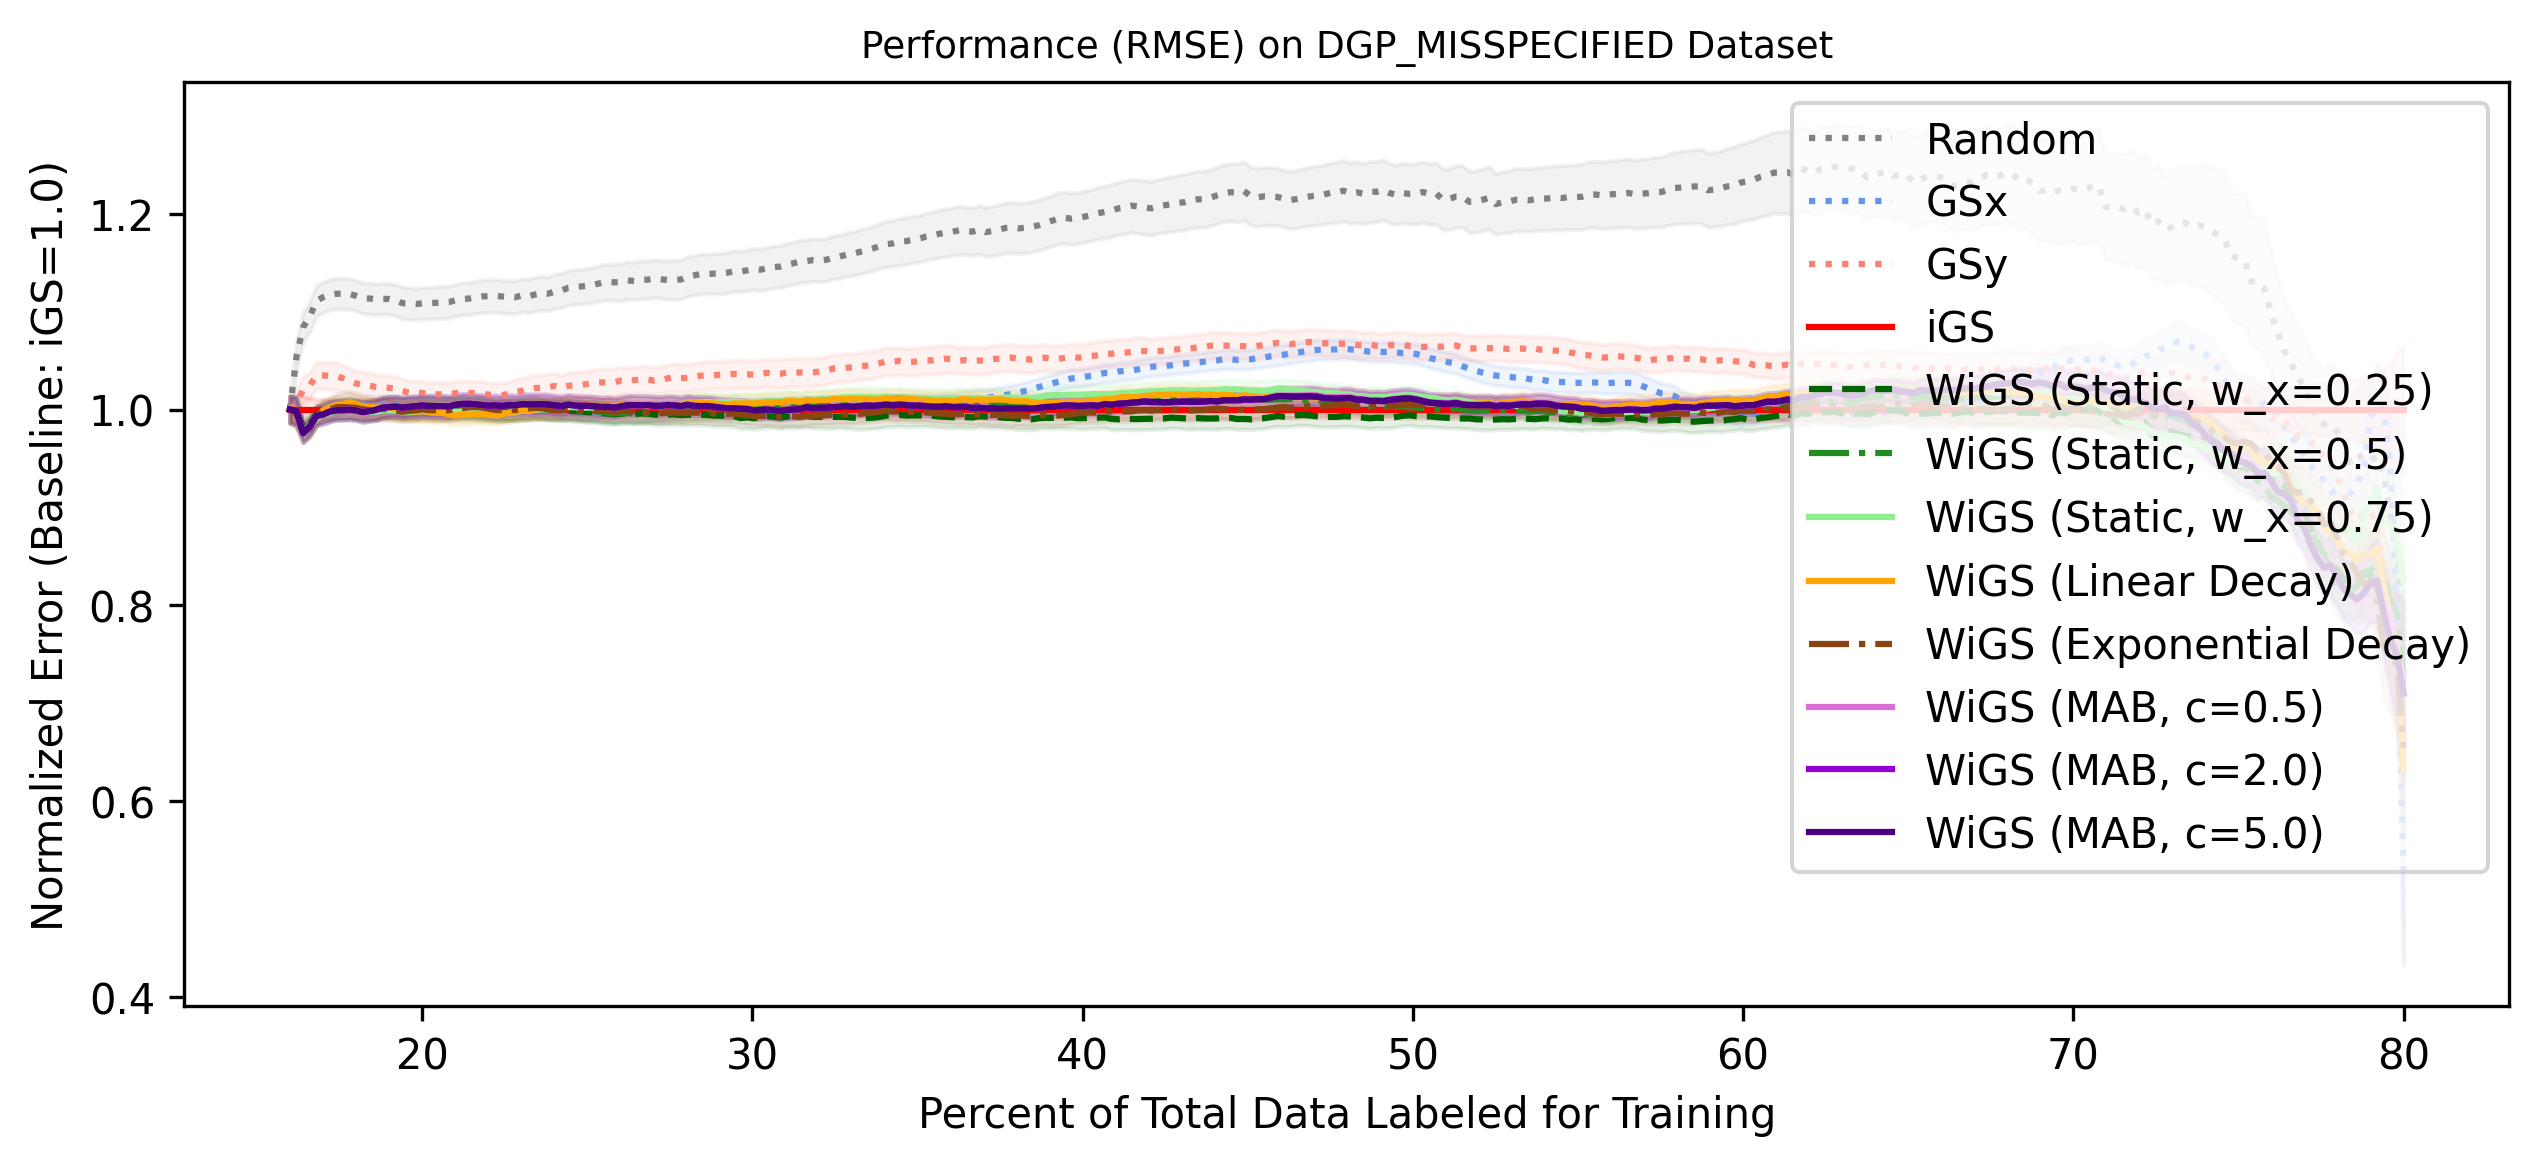 Performance (RMSE) on DGP_MISSPECIFIED Dataset
Normalized Error (Baseline: iGS=1.0)
1.2
1.0
0.8
0.6
0.4
Random
GSx
GSy
iGS
WiGS (Static, w_x=0.25)
WiGS (Static, w_x=0.5)
WiGS (Static, w_x=0.75)
WiGS (Linear Decay)
WiGS (Exponential Decay)
WiGS (MAB, c=0.5)
WiGS (MAB, c=2.0)
WiGS (MAB, c=5.0)
20 30 40 50 60 70 80
Percent of Total Data Labeled for Training